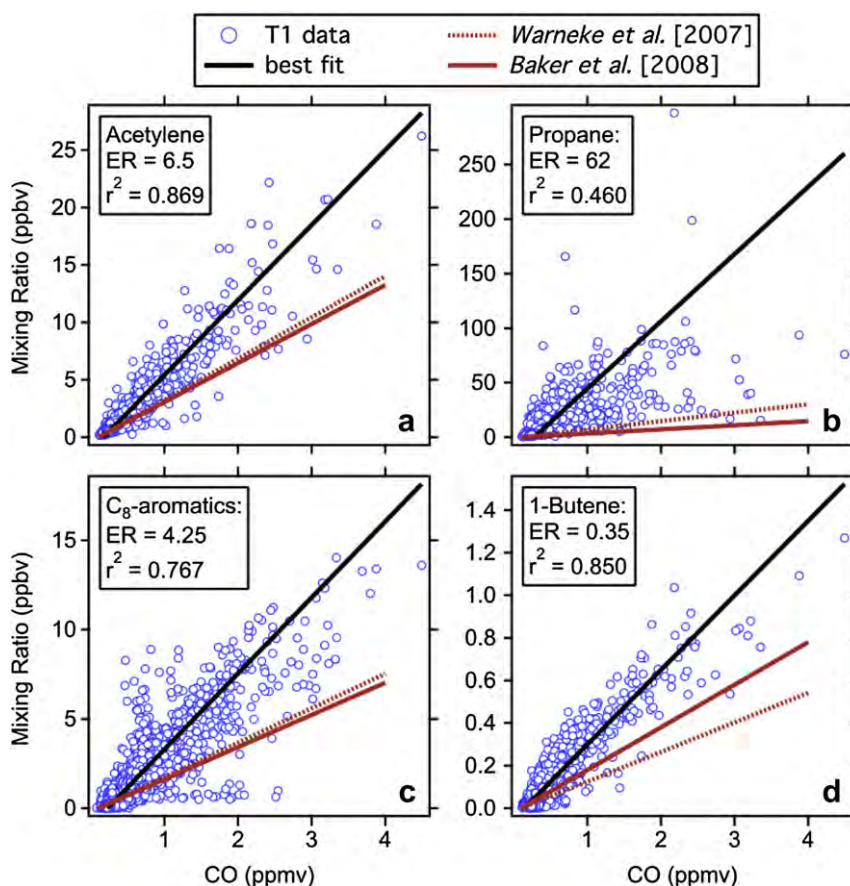 T1 data
best fit
Warneke et al. [2007]
Baker et al. [2008]
Mixing Ratio (ppbv)
25
20
15
10
5
0
Acetylene
ER = 6.5
r² = 0.869
a
250
200
150
100
50
0
Propane:
ER = 62
r² = 0.460
b
Mixing Ratio (ppbv)
15
10
5
0
C₈-aromatics:
ER = 4.25
r² = 0.767
c
1
2
3
4
CO (ppmv)
1.4
1.2
1.0
0.8
0.6
0.4
0.2
0.0
1-Butene:
ER = 0.35
r² = 0.850
d
1
2
3
4
CO (ppmv)